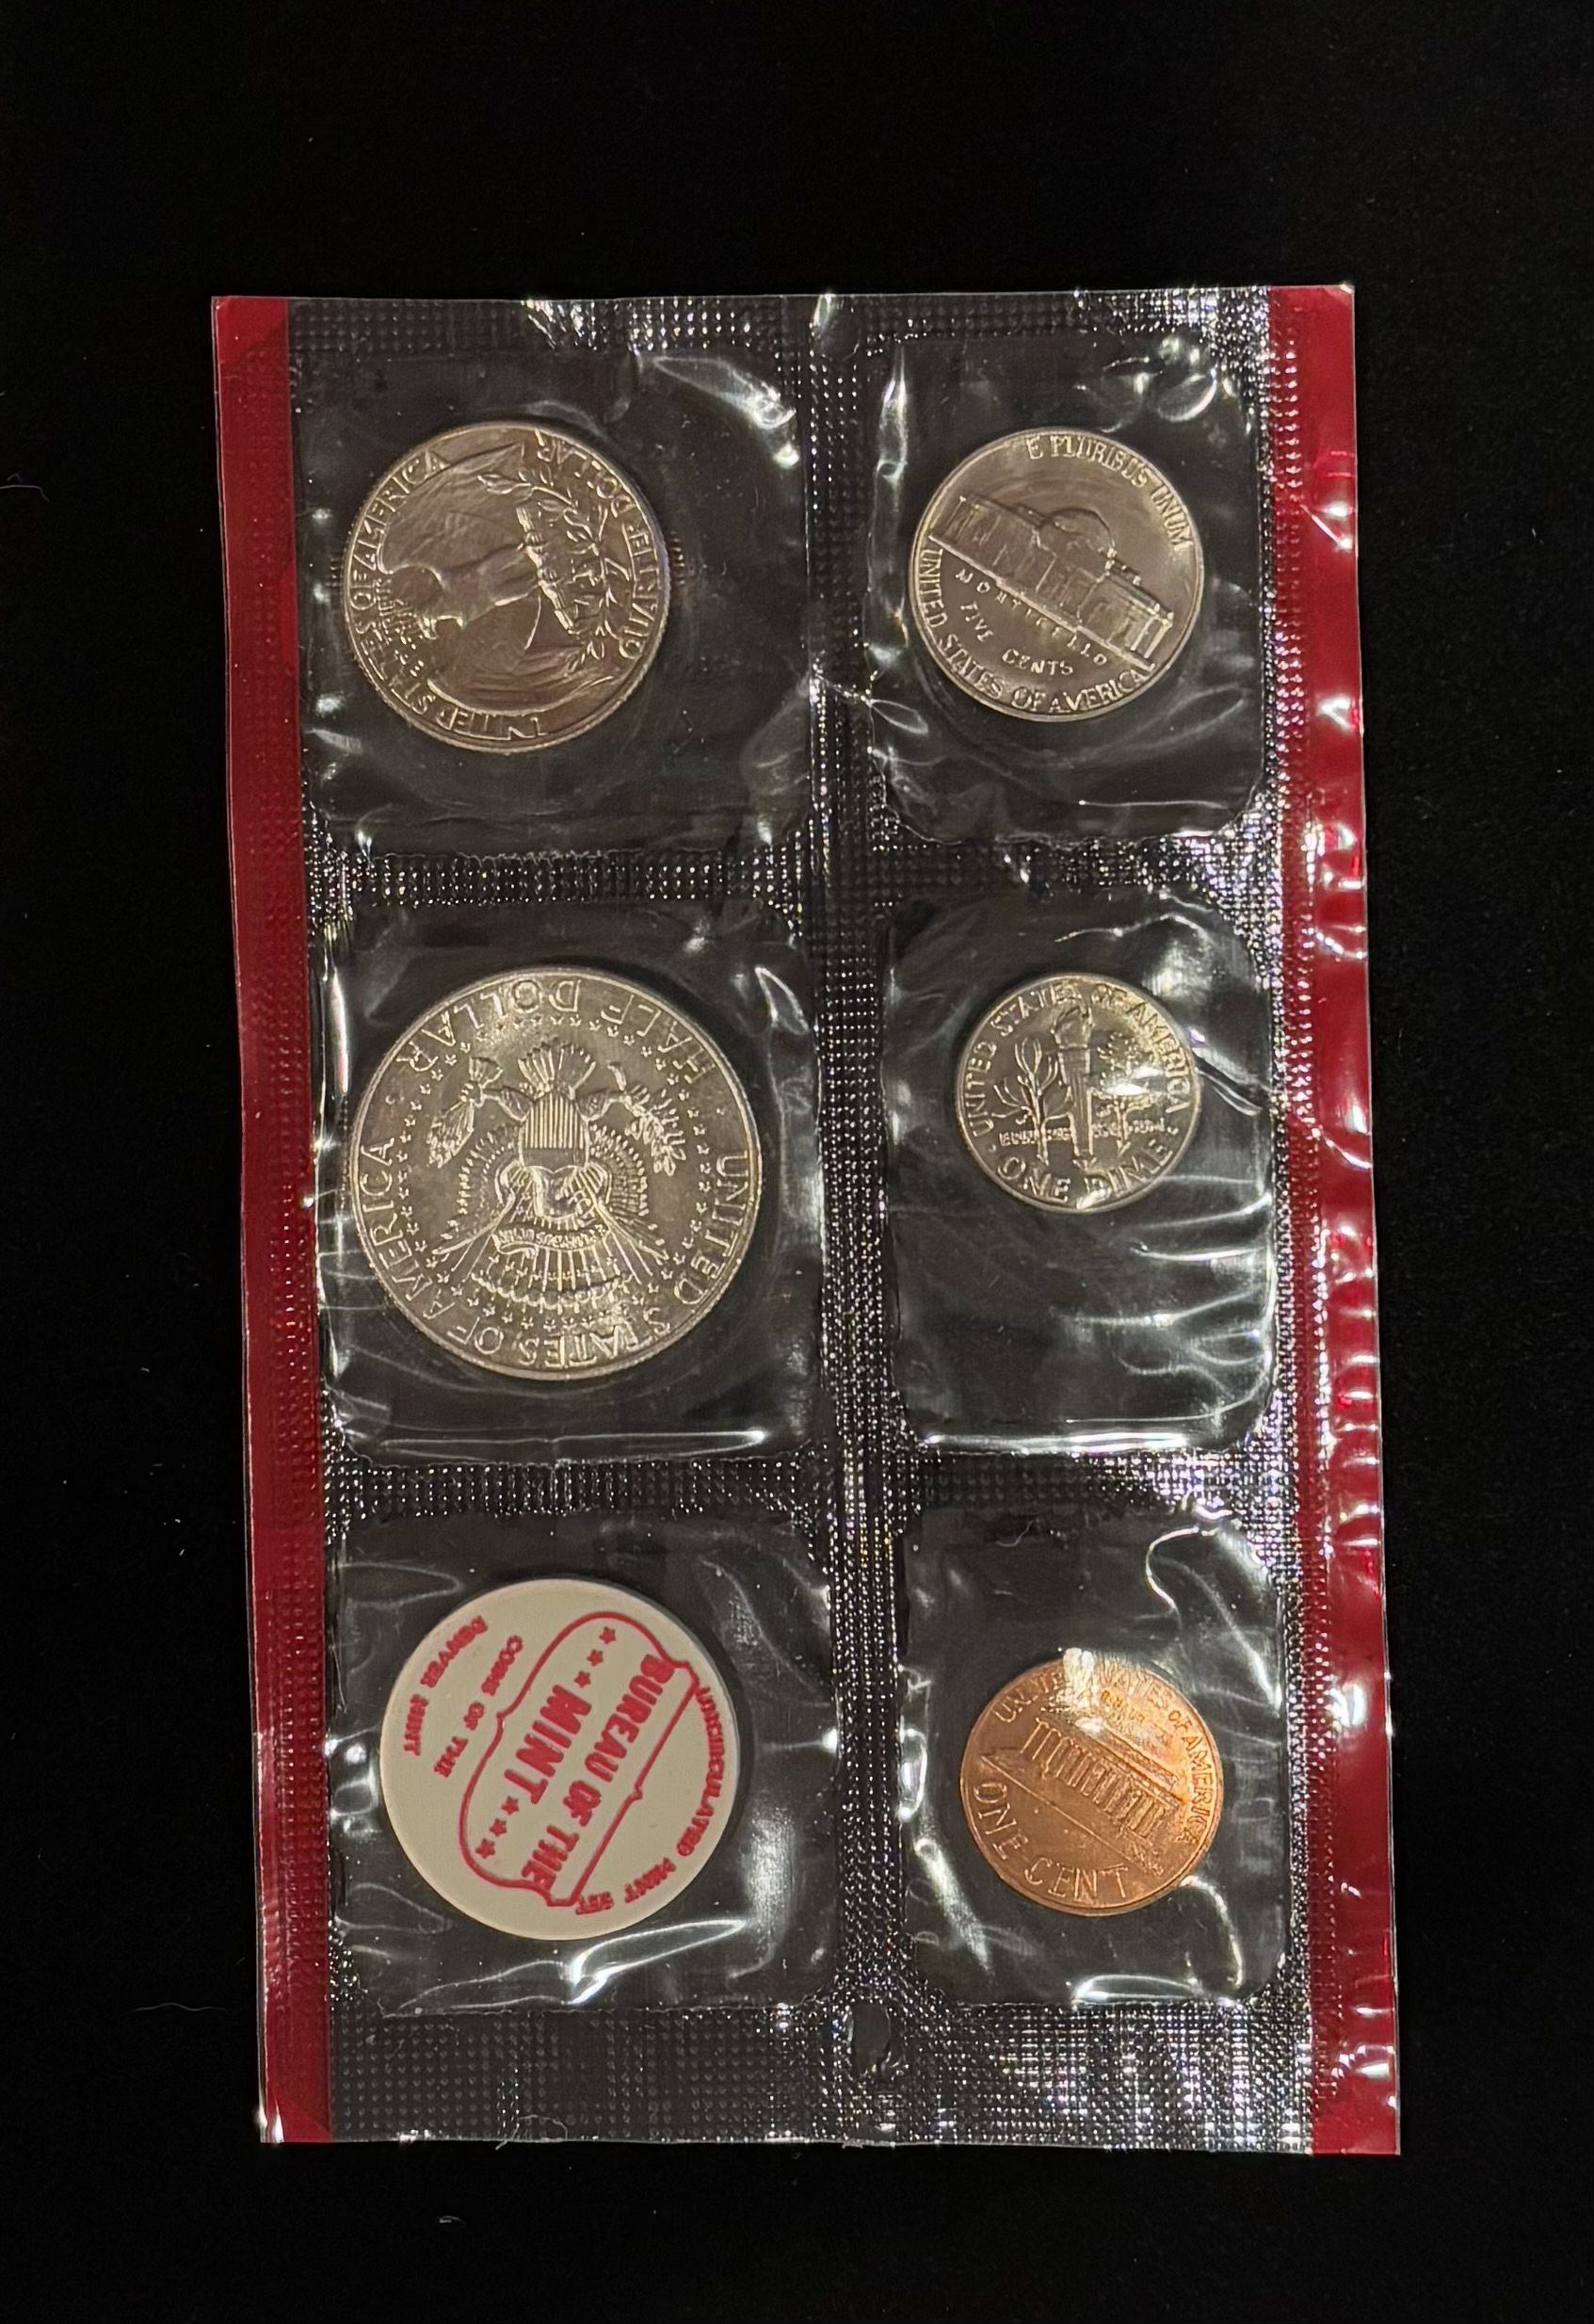 UNITED STATES OF AMERICA
QUARTER DOLLAR
E PLURIBUS UNUM
MONTICELLO
FIVE CENTS
UNITED STATES OF AMERICA
UNITED STATES OF AMERICA
HALF DOLLAR
UNITED STATES OF AMERICA
ONE DIME
UNCIRCULATED MINT SET
BUREAU OF THE
MINT
COINS OF THE
DENVER MINT
UNITED STATES OF AMERICA
ONE CENT